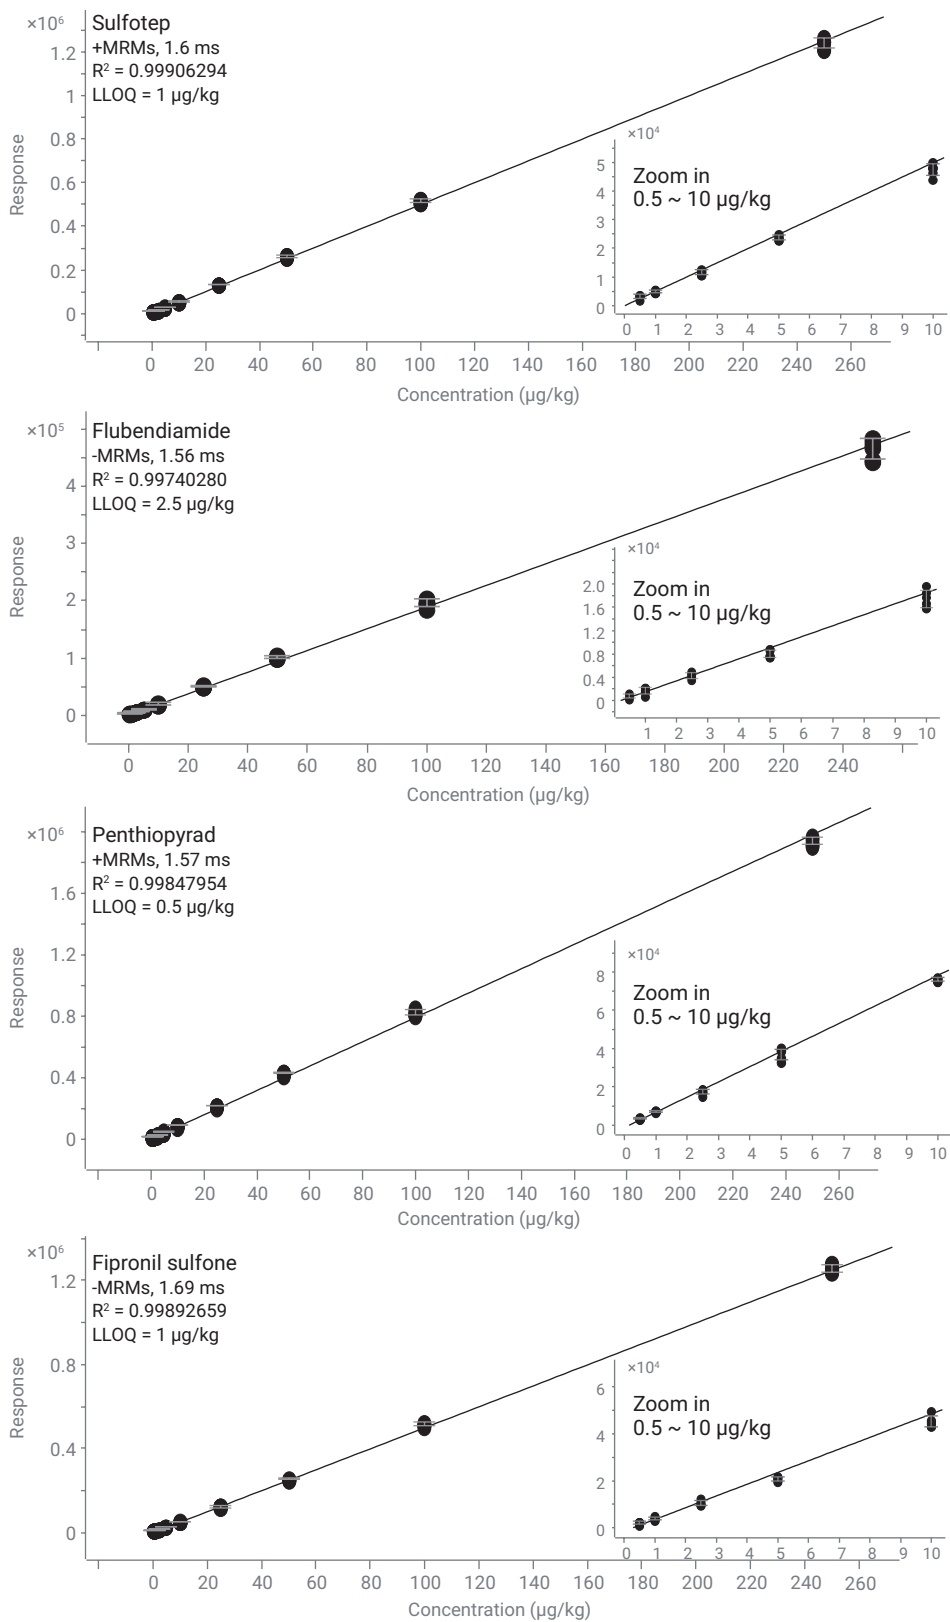 ×10⁶
Sulfotep
+MRMs, 1.6 ms
R² = 0.99906294
LLOQ = 1 µg/kg
1.2
1
0.8
0.6
0.4
0.2
0
Response
×10⁴
Zoom in
0.5 ~ 10 µg/kg
5
4
3
2
1
0
0 1 2 3 4 5 6 7 8 9 10
0 20 40 60 80 100 120 140 160 180 200 220 240 260
Concentration (µg/kg)
×10⁵
Flubendiamide
-MRMs, 1.56 ms
R² = 0.99740280
LLOQ = 2.5 µg/kg
4
3
2
1
0
Response
×10⁴
Zoom in
0.5 ~ 10 µg/kg
2.0
1.6
1.2
0.8
0.4
0
1 2 3 4 5 6 7 8 9 10
0 20 40 60 80 100 120 140 160 180 200 220 240
Concentration (µg/kg)
×10⁶
Penthiopyrad
+MRMs, 1.57 ms
R² = 0.99847954
LLOQ = 0.5 µg/kg
1.6
1.2
0.8
0.4
0
Response
×10⁴
Zoom in
0.5 ~ 10 µg/kg
8
6
4
2
0
0 1 2 3 4 5 6 7 8 9 10
0 20 40 60 80 100 120 140 160 180 200 220 240 260
Concentration (µg/kg)
×10⁶
Fipronil sulfone
-MRMs, 1.69 ms
R² = 0.99892659
LLOQ = 1 µg/kg
1.2
0.8
0.4
0
Response
×10⁴
Zoom in
0.5 ~ 10 µg/kg
6
4
2
0
0 1 2 3 4 5 6 7 8 9 10
0 20 40 60 80 100 120 140 160 180 200 220 240 260
Concentration (µg/kg)